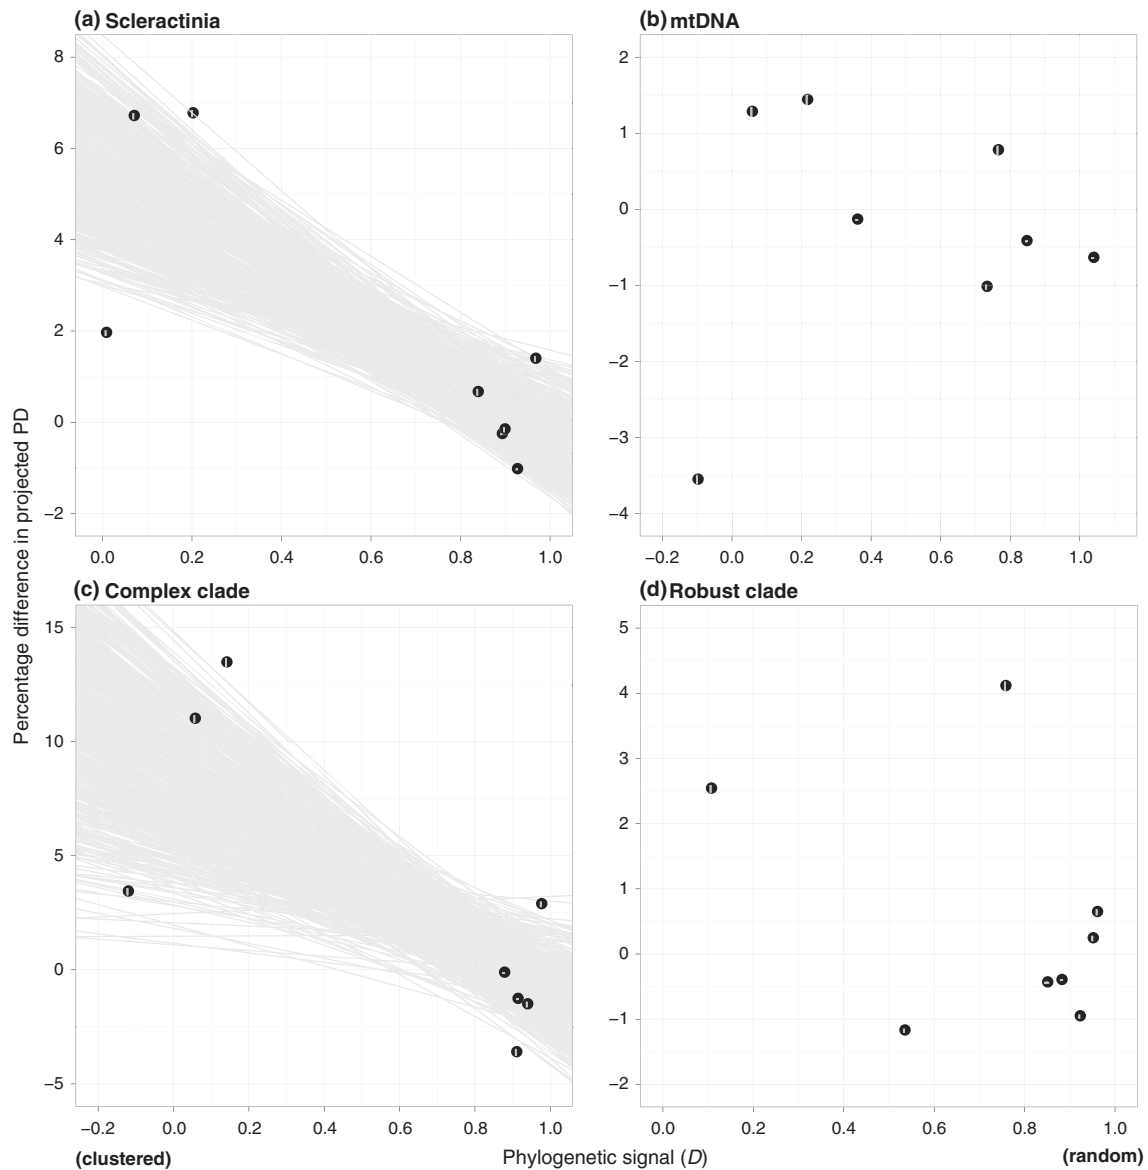 (a) Scleractinia
(b) mtDNA
8
6
4
2
0
−2
2
1
0
−1
−2
−3
−4
0.0 0.2 0.4 0.6 0.8 1.0
−0.2 0.0 0.2 0.4 0.6 0.8 1.0
Percentage difference in projected PD
(c) Complex clade
(d) Robust clade
15
10
5
0
−5
5
4
3
2
1
0
−1
−2
−0.2 0.0 0.2 0.4 0.6 0.8 1.0
0.0 0.2 0.4 0.6 0.8 1.0
(clustered)
Phylogenetic signal (D)
(random)